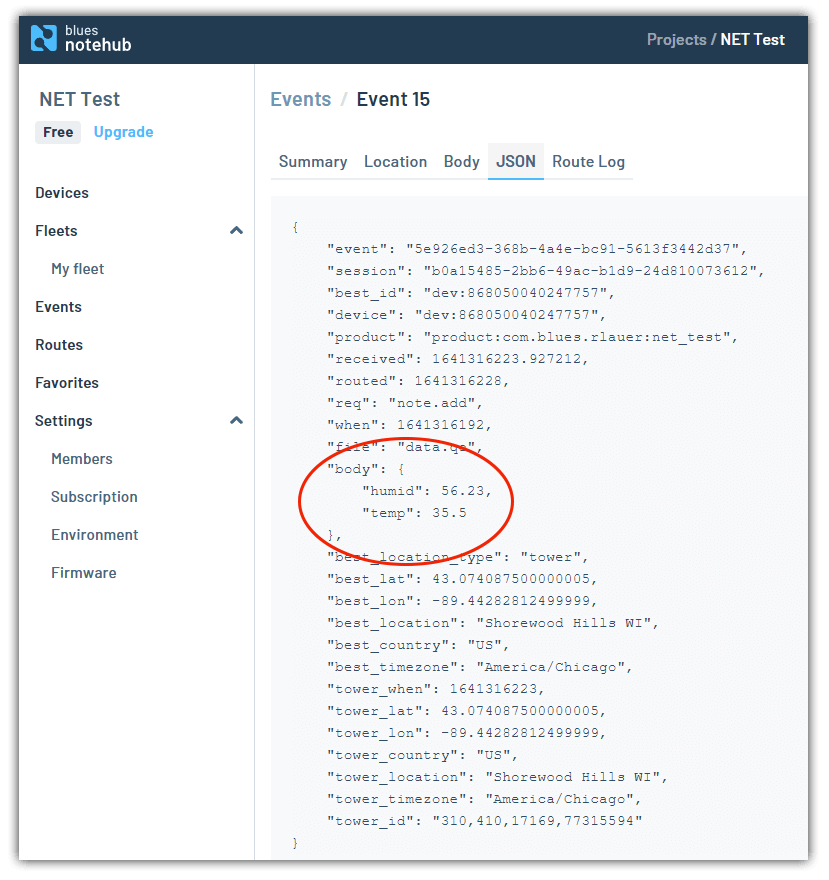 blues
notehub
Projects / NET Test
NET Test
Free Upgrade
Devices
Fleets
My fleet
Events
Routes
Favorites
Settings
Members
Subscription
Environment
Firmware
Events / Event 15
Summary Location Body JSON Route Log
{
"event": "5e926ed3-368b-4a4e-bc91-5613f3442d37",
"session": "b0a15485-2bb6-49ac-b1d9-24d810073612",
"best_id": "dev:868050040247757",
"device": "dev:868050040247757",
"product": "product:com.blues.rlauer:net_test",
"received": 1641316223.927212,
"routed": 1641316228,
"req": "note.add",
"when": 1641316192,
"file": "data.qo",
"body": {
"humid": 56.23,
"temp": 35.5
},
"best_location_type": "tower",
"best_lat": 43.074087500000005,
"best_lon": -89.44282812499999,
"best_location": "Shorewood Hills WI",
"best_country": "US",
"best_timezone": "America/Chicago",
"tower_when": 1641316223,
"tower_lat": 43.074087500000005,
"tower_lon": -89.44282812499999,
"tower_country": "US",
"tower_location": "Shorewood Hills WI",
"tower_timezone": "America/Chicago",
"tower_id": "310,410,17169,77315594"
}